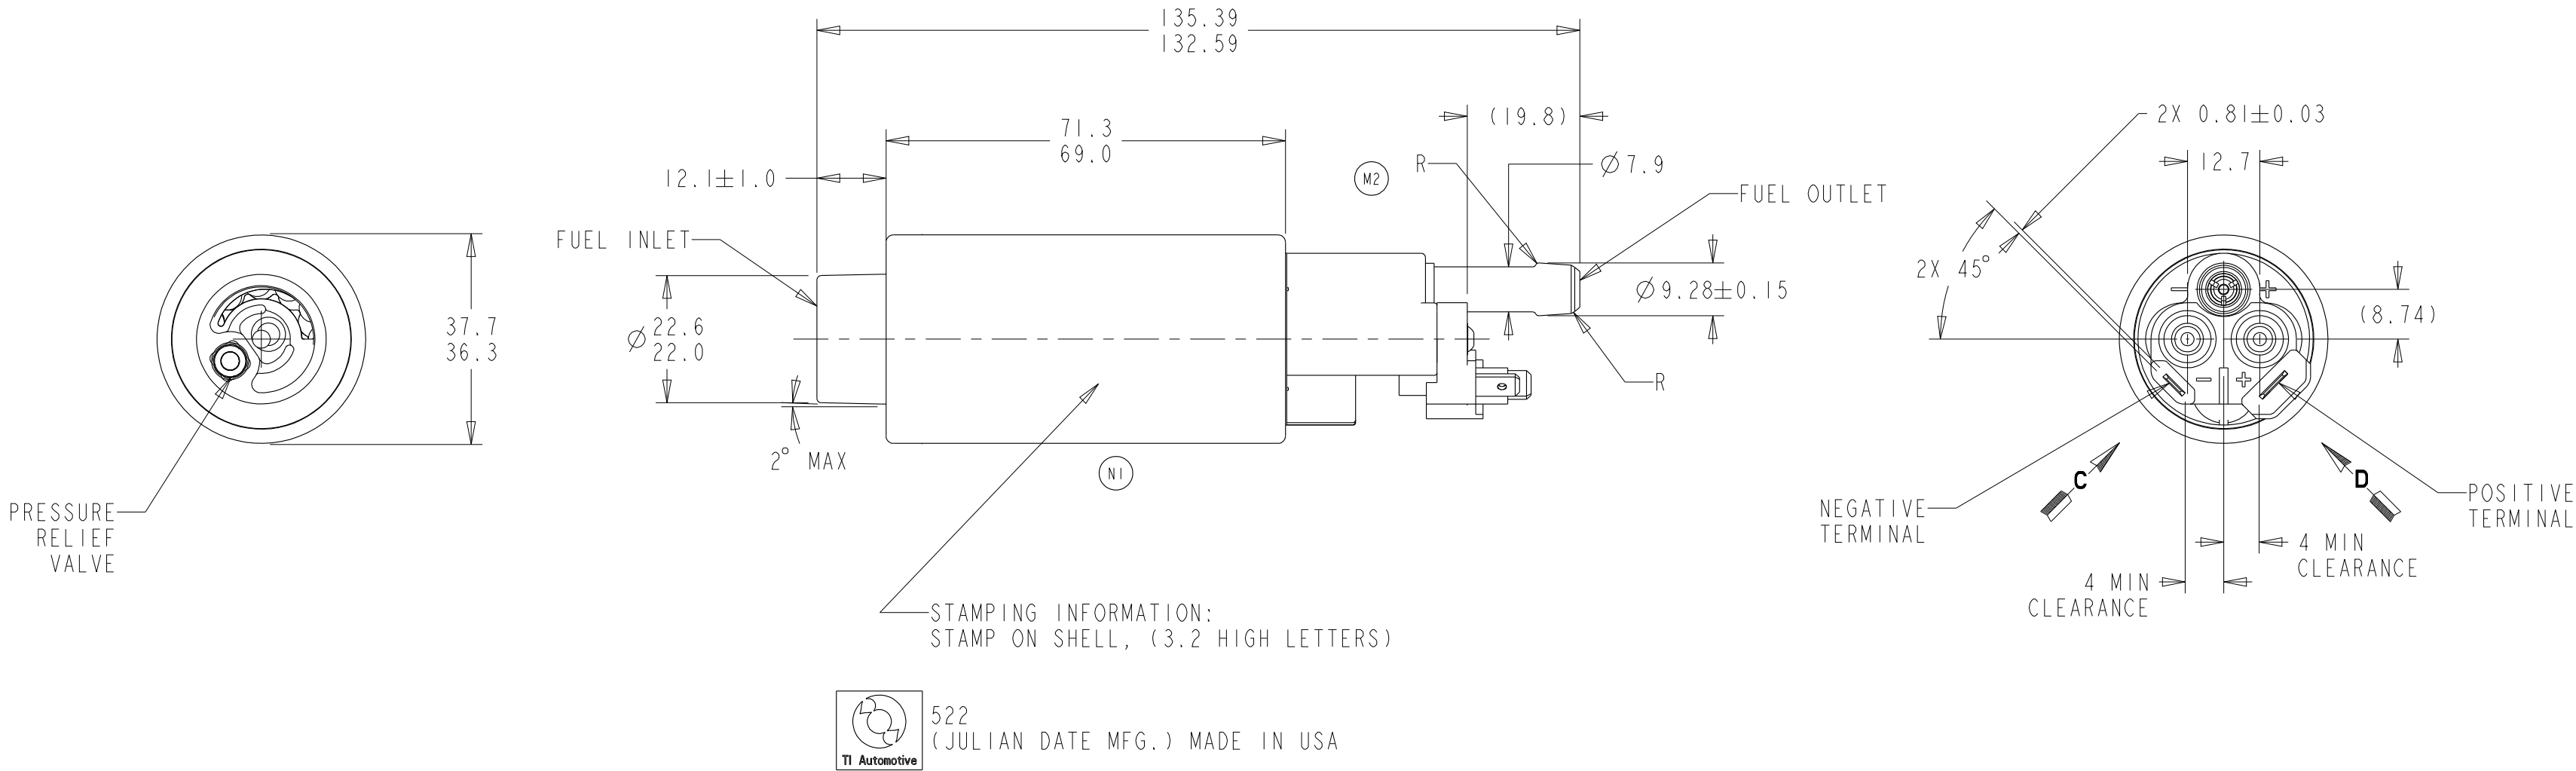 135.39
132.59
(19.8)
2X 0.81±0.03
71.3
69.0
12.7
M2
R
Ø7.9
12.1±1.0
FUEL OUTLET
FUEL INLET
2X 45°
Ø9.28±0.15
(8.74)
37.7
36.3
Ø
22.6
22.0
R
2° MAX
N1
C
D
PRESSURE
RELIEF
VALVE
NEGATIVE
TERMINAL
POSITIVE
TERMINAL
4 MIN
CLEARANCE
4 MIN
CLEARANCE
STAMPING INFORMATION:
STAMP ON SHELL, (3.2 HIGH LETTERS)
TI Automotive
522
(JULIAN DATE MFG.) MADE IN USA